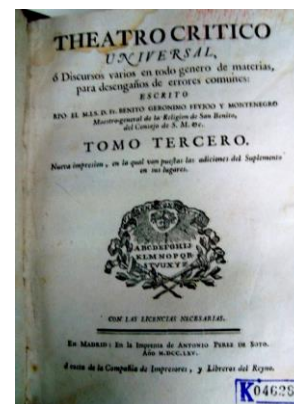 THEATRO CRITICO
UNIVERSAL,
ó Discursos varios en todo genero de materias,
para desengaños de errores comunes:
ESCRITO
POR EL M.I.S. D. D. BENITO GERONIMO FEYJOÓ Y MONTENEGRO
Maestro general de la Religion de San Benito,
del Consejo de S. M. &c.
TOMO TERCERO.
Nueva impresion, en la qual van puestas las adiciones del Suplemento
en sus lugares.
ABCDEFGHIJ
KLMNOPQR
STVUXYZ
CON LAS LICENCIAS NECESARIAS.
EN MADRID: En la Imprenta de ANTONIO PEREZ DE SOTO.
Año M.DCC.LXV.
A costa de la Compañia de Impresores, y Libreros del Reyno.
K 04628